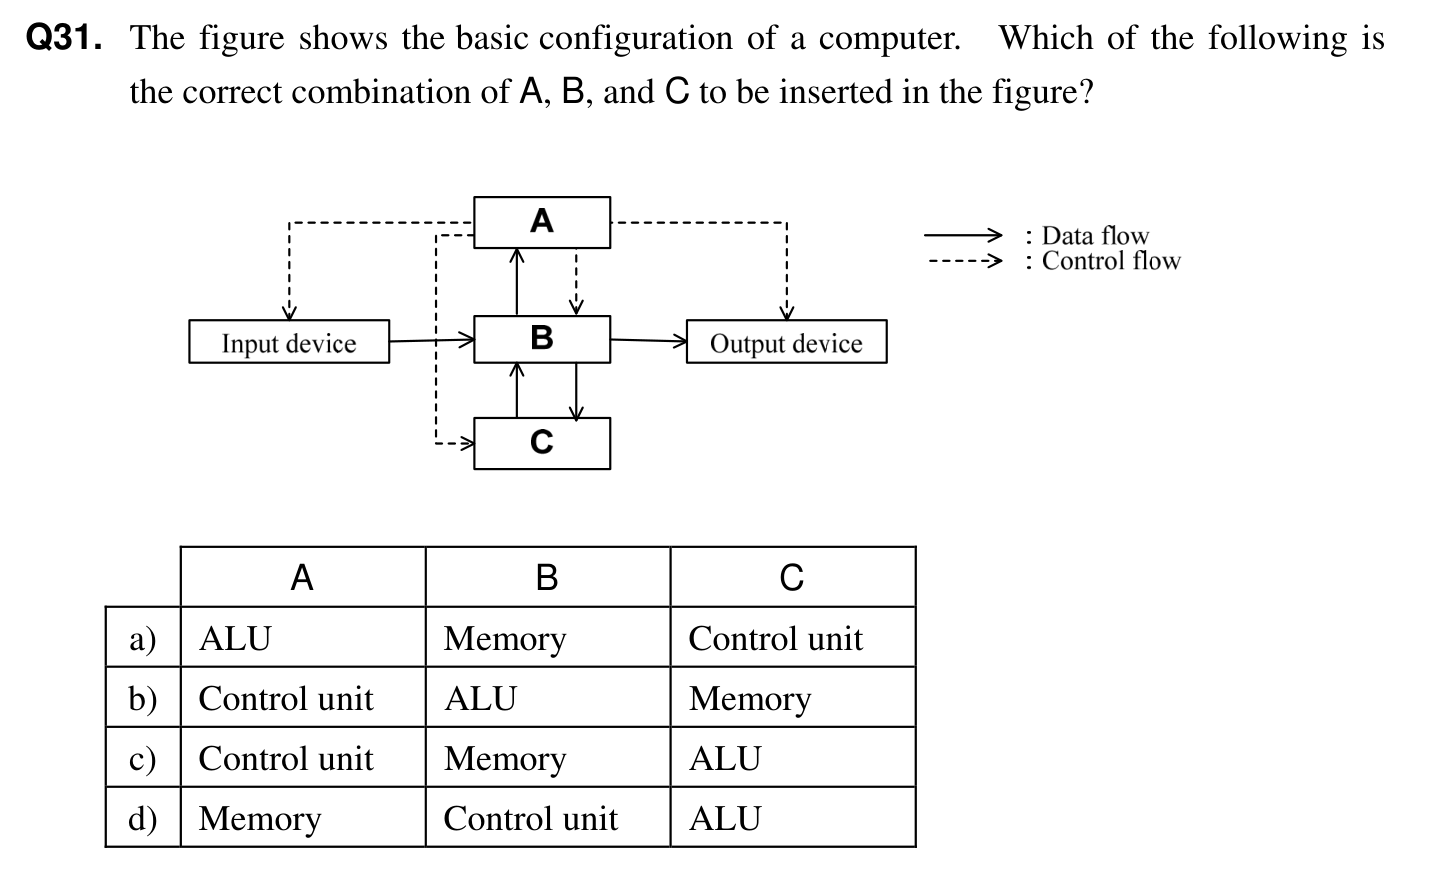 Q31. The figure shows the basic configuration of a computer. Which of the following is
the correct combination of A, B, and C to be inserted in the figure?
A
: Data flow
: Control flow
Input device
B
Output device
C
A B C
a) ALU Memory Control unit
b) Control unit ALU Memory
c) Control unit Memory ALU
d) Memory Control unit ALU